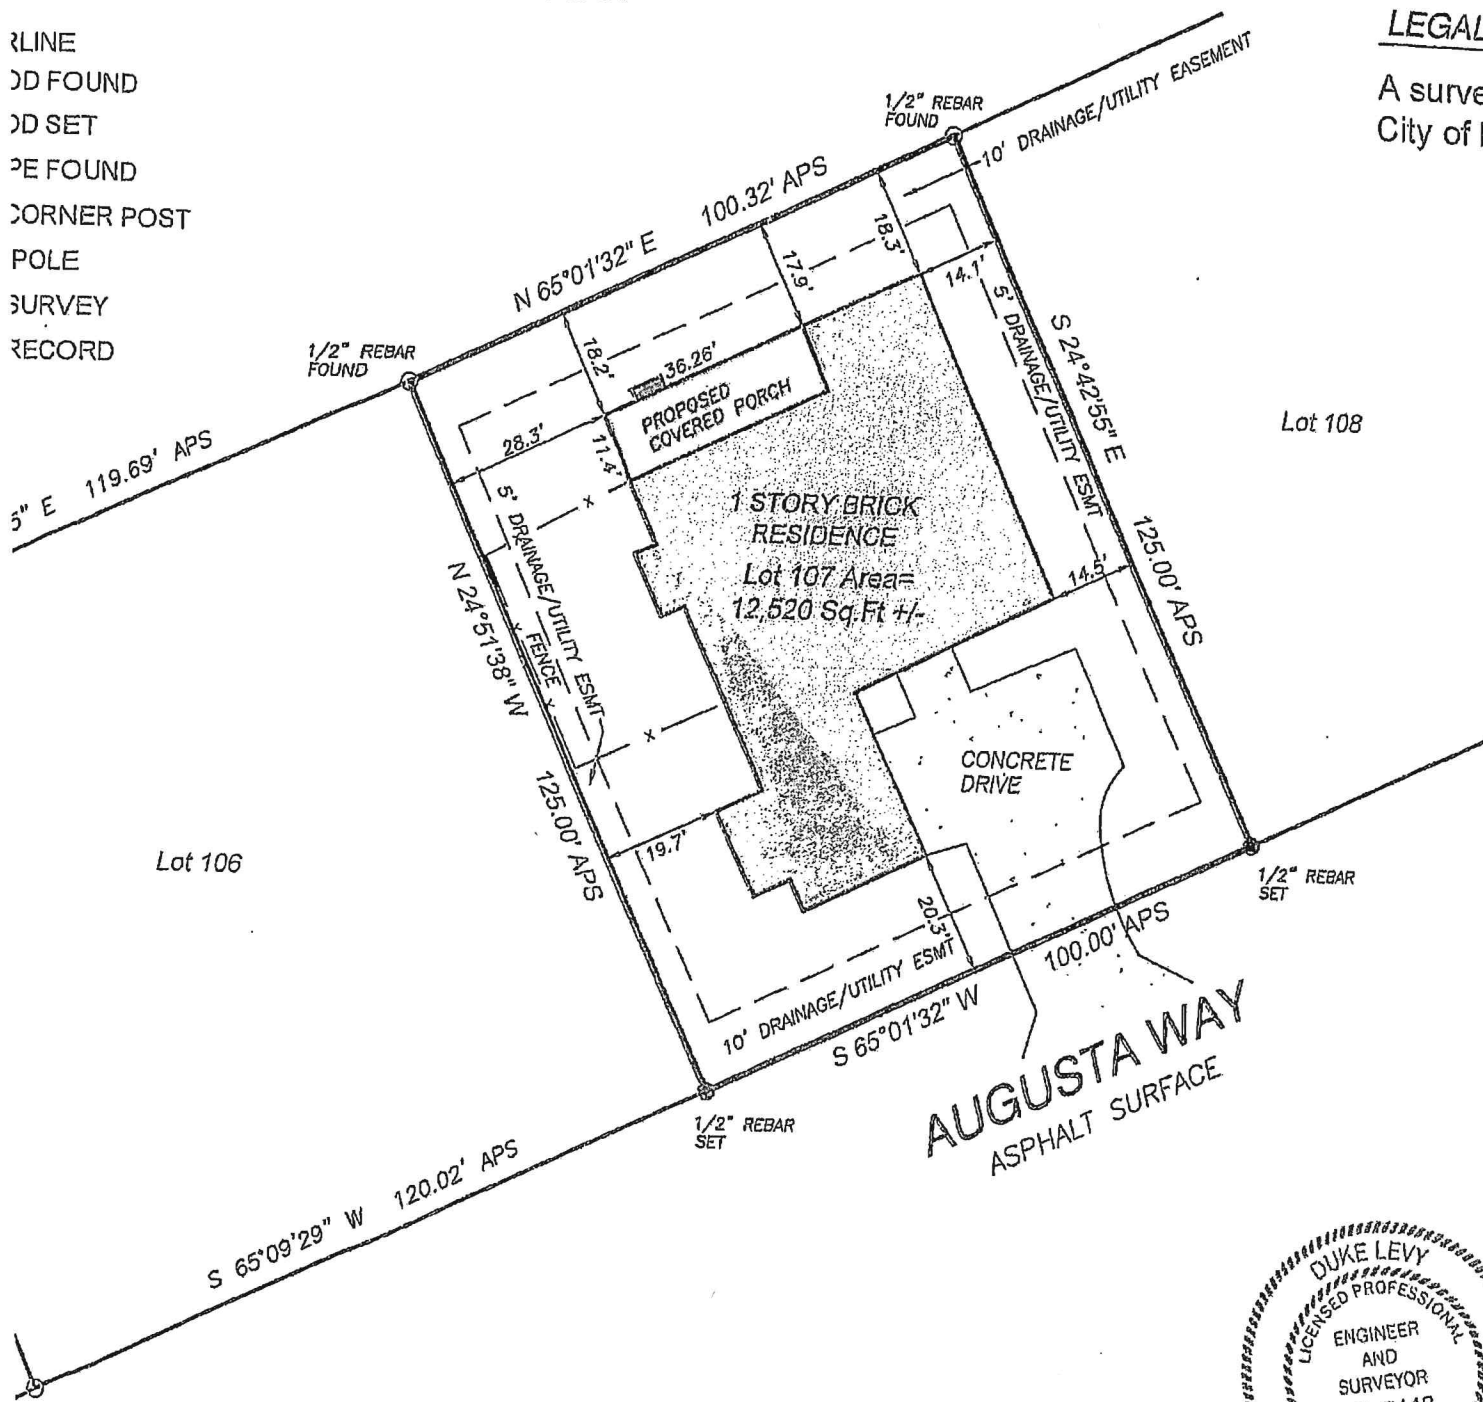 RLINE
OD FOUND
OD SET
PE FOUND
CORNER POST
POLE
SURVEY
RECORD
LEGAL
A surve
City of
1/2" REBAR
FOUND
10' DRAINAGE/UTILITY EASEMENT
N 65°01'32" E 100.32' APS
1/2" REBAR
FOUND
18.2'
17.9'
18.3'
14.1'
36.26'
PROPOSED
COVERED PORCH
28.3'
11.4'
5" E 119.69' APS
5' DRAINAGE/UTILITY ESMT
S 24°42'55" E
125.00' APS
Lot 108
1 STORY BRICK
RESIDENCE
Lot 107 Area=
12,520 Sq.Ft +/-
x
14.5'
5' DRAINAGE/UTILITY ESMT
x FENCE x
x
N 24°51'38" W
125.00' APS
CONCRETE
DRIVE
Lot 106
19.7'
20.3'
1/2" REBAR
SET
10' DRAINAGE/UTILITY ESMT
S 65°01'32" W
100.00' APS
1/2" REBAR
SET
AUGUSTA WAY
ASPHALT SURFACE
S 65°09'29" W 120.02' APS
DUKE LEVY
LICENSED PROFESSIONAL
ENGINEER
AND
SURVEYOR